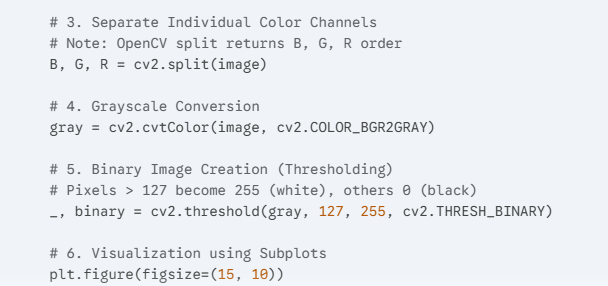 # 3. Separate Individual Color Channels
# Note: OpenCV split returns B, G, R order
B, G, R = cv2.split(image)
# 4. Grayscale Conversion
gray = cv2.cvtColor(image, cv2.COLOR_BGR2GRAY)
# 5. Binary Image Creation (Thresholding)
# Pixels > 127 become 255 (white), others 0 (black)
_, binary = cv2.threshold(gray, 127, 255, cv2.THRESH_BINARY)
# 6. Visualization using Subplots
plt.figure(figsize=(15, 10))